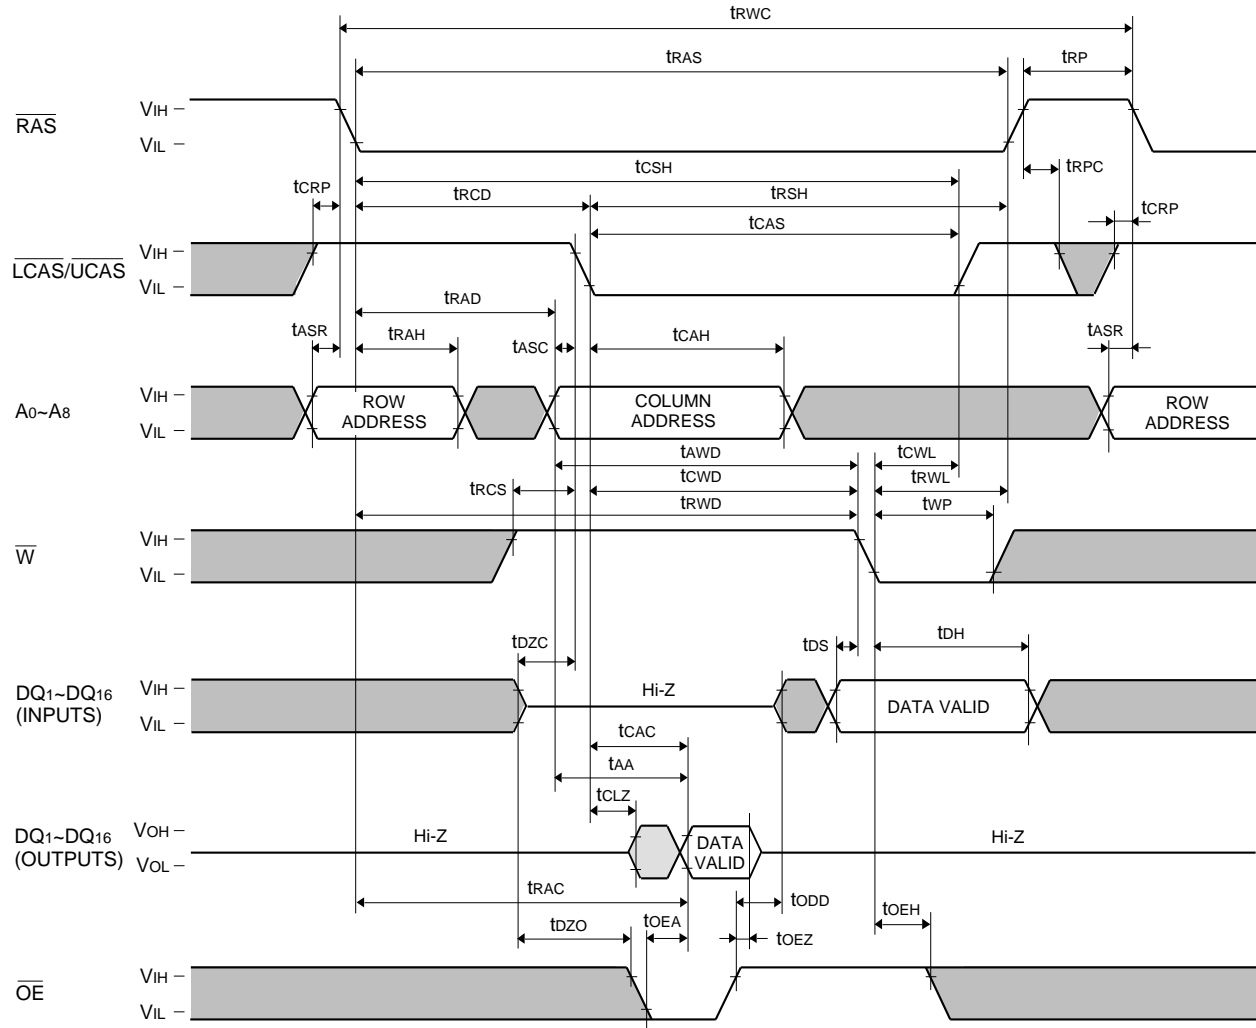 tRWC
tRAS
tRP
RAS
VIH
VIL
tCSH
tRPC
tCRP
tRCD
tRSH
tCRP
tCAS
LCAS/UCAS
VIH
VIL
tRAD
tASR
tRAH
tASC
tCAH
tASR
A0~A8
VIH
VIL
ROW
ADDRESS
COLUMN
ADDRESS
ROW
ADDRESS
tAWD
tCWL
tRCS
tCWD
tRWL
tRWD
tWP
W
VIH
VIL
tDZC
tDS
tDH
DQ1~DQ16
(INPUTS)
VIH
VIL
Hi-Z
DATA VALID
tCAC
tAA
tCLZ
DQ1~DQ16
(OUTPUTS)
VOH
VOL
Hi-Z
DATA
VALID
Hi-Z
tRAC
tODD
tDZO
tOEA
tOEZ
tOEH
OE
VIH
VIL